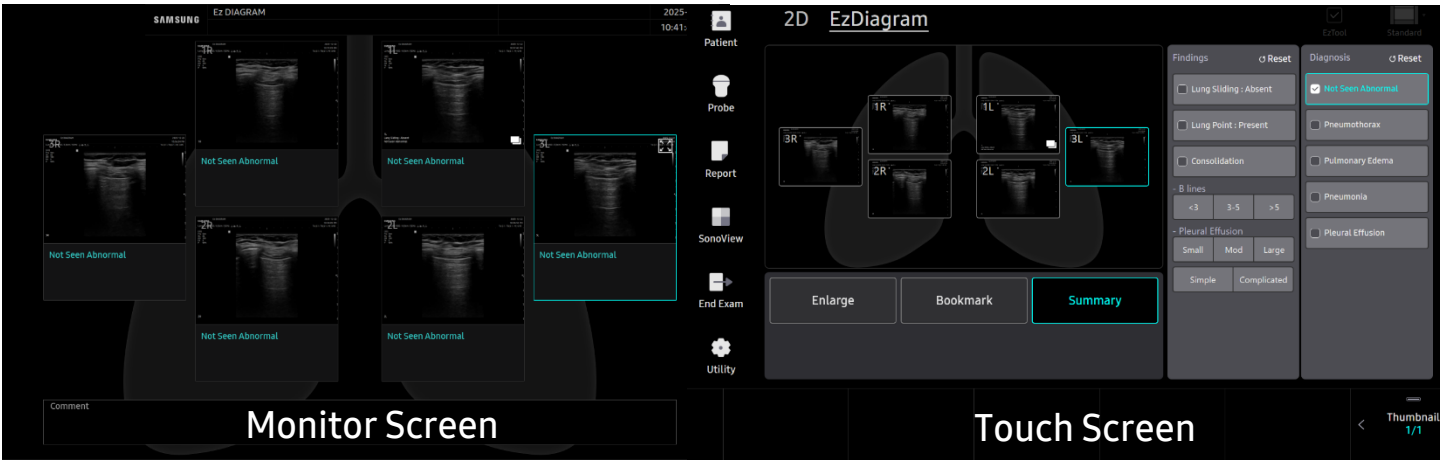 SAMSUNG
Ez DIAGRAM
2025-
10:41:
1R
Not Seen Abnormal
1L
Not Seen Abnormal
3R
Not Seen Abnormal
3L
Not Seen Abnormal
2R
Not Seen Abnormal
2L
Not Seen Abnormal
Comment
Monitor Screen
Patient
Probe
Report
SonoView
End Exam
Utility
2D EzDiagram
EzTool
Standard
1R
1L
3R
3L
2R
2L
Enlarge Bookmark Summary
Findings Reset
Lung Sliding : Absent
Lung Point : Present
Consolidation
- B lines
<3 3-5 >5
- Pleural Effusion
Small Mod Large
Simple Complicated
Diagnosis Reset
Not Seen Abnormal
Pneumothorax
Pulmonary Edema
Pneumonia
Pleural Effusion
Touch Screen
< Thumbnail
1/1